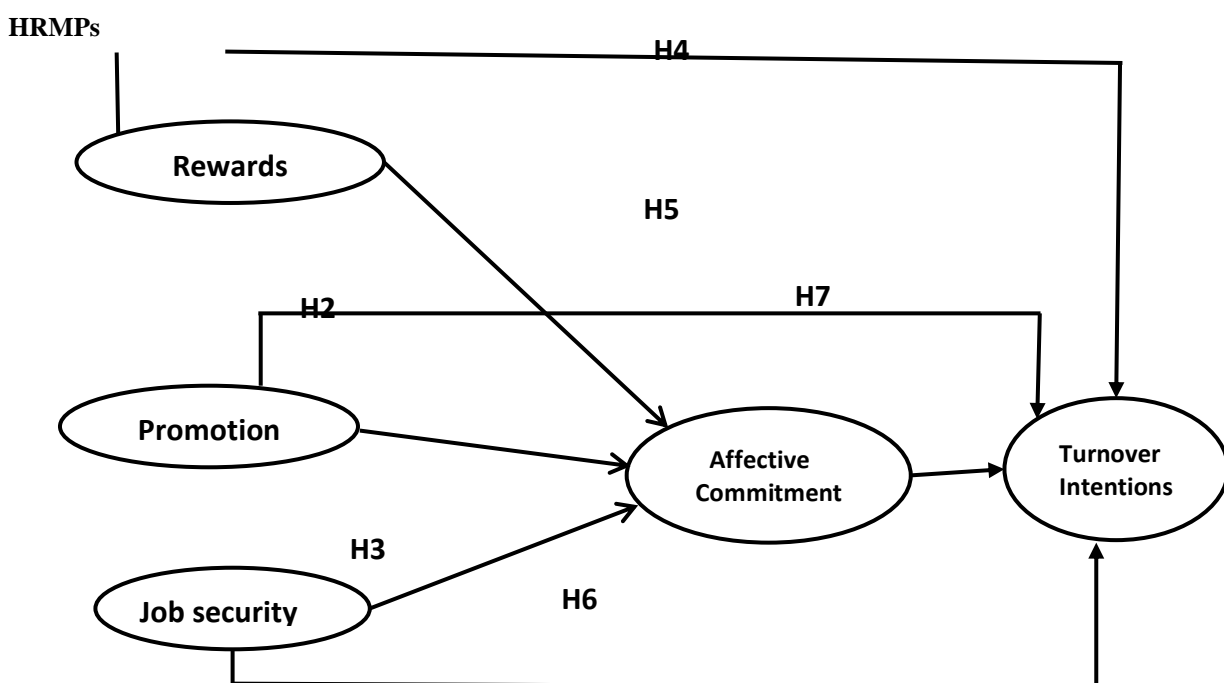 HRMPs
H4
Rewards
H5
H2
H7
Promotion
Affective
Commitment
Turnover
Intentions
H3
Job security
H6